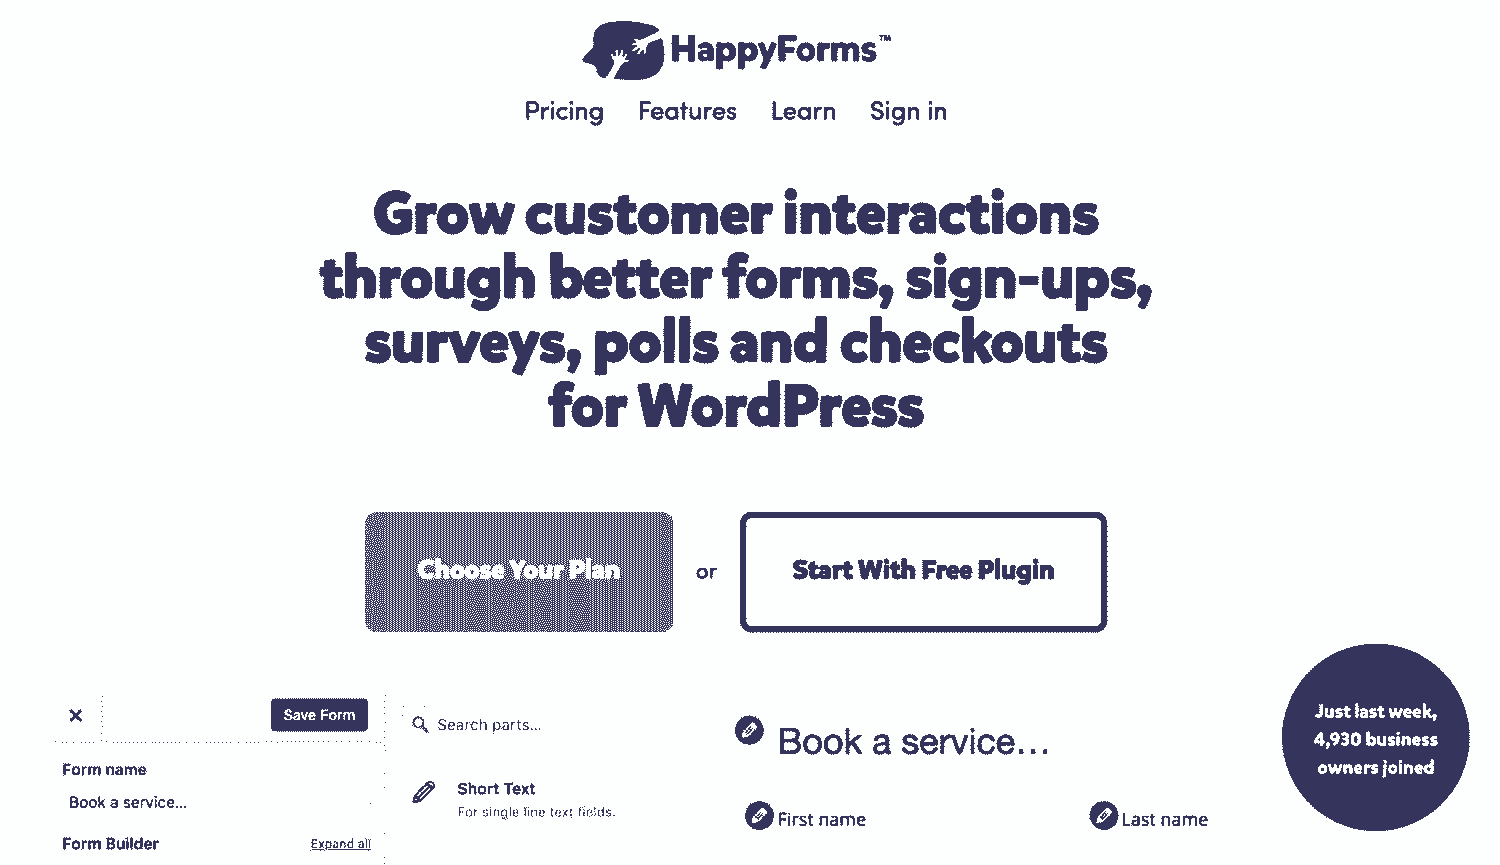 HappyForms™
Pricing Features Learn Sign in
Grow customer interactions
through better forms, sign-ups,
surveys, polls and checkouts
for WordPress
Choose Your Plan or Start With Free Plugin
Just last week,
4,930 business
owners joined
Save Form
Form name
Book a service...
Form Builder Expand all
Search parts...
Short Text
For single line text fields.
Book a service...
First name Last name